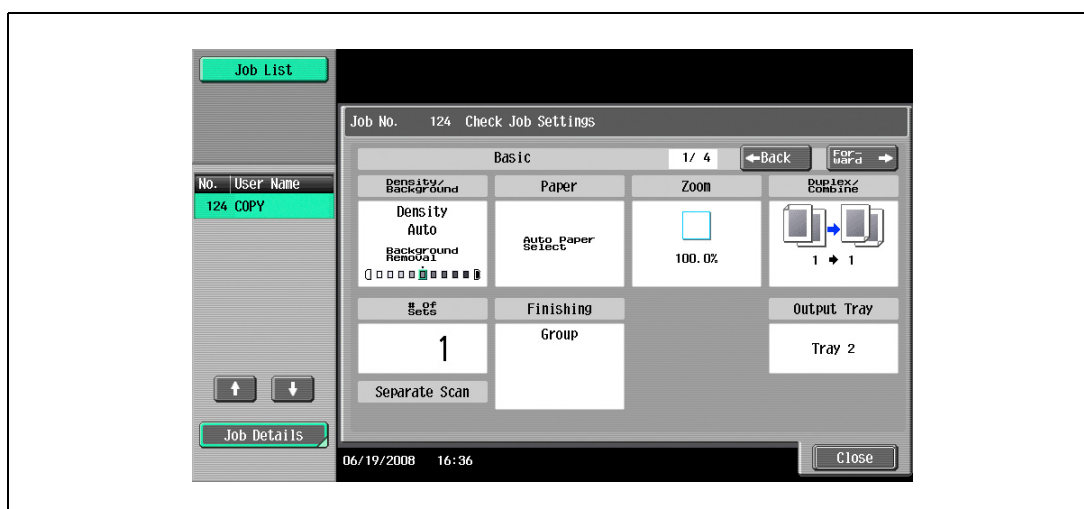 Job List
Job No. 124 Check Job Settings
Basic 1/ 4 ←Back For-ward →
No. User Name
124 COPY
Density/
Background
Paper
Zoom
Duplex/
Combine
Density
Auto
Background
Removal
Auto Paper
Select
100.0%
1 → 1
# Of
Sets
Finishing
Output Tray
1
Group
Tray 2
Separate Scan
↑ ↓
Job Details
06/19/2008 16:36
Close